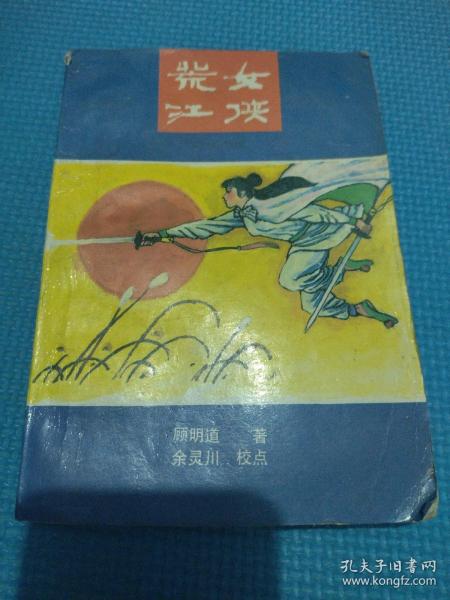 荒江
女侠
顾明道 著
余灵川 校点
孔夫子旧书网
www.kongfz.com